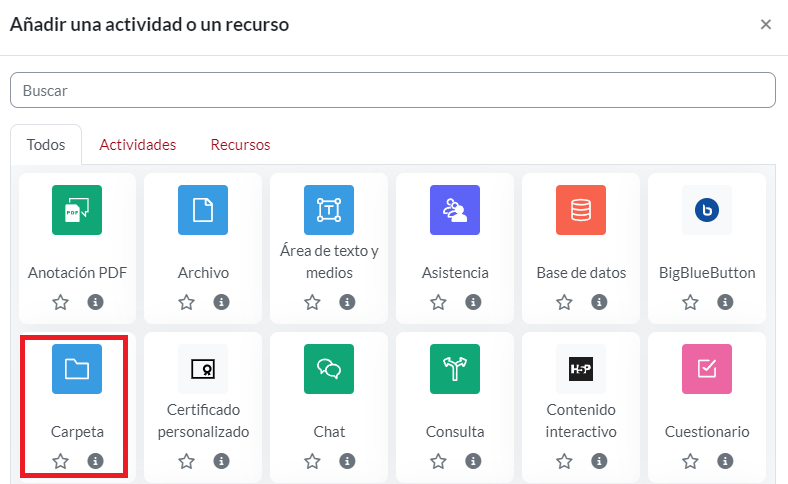 Añadir una actividad o un recurso
×
Buscar
Todos Actividades Recursos
PDF
T
b
Anotación PDF
Archivo
Área de texto y
medios
Asistencia
Base de datos
BigBlueButton
H-P
Carpeta
Certificado
personalizado
Chat
Consulta
Contenido
interactivo
Cuestionario